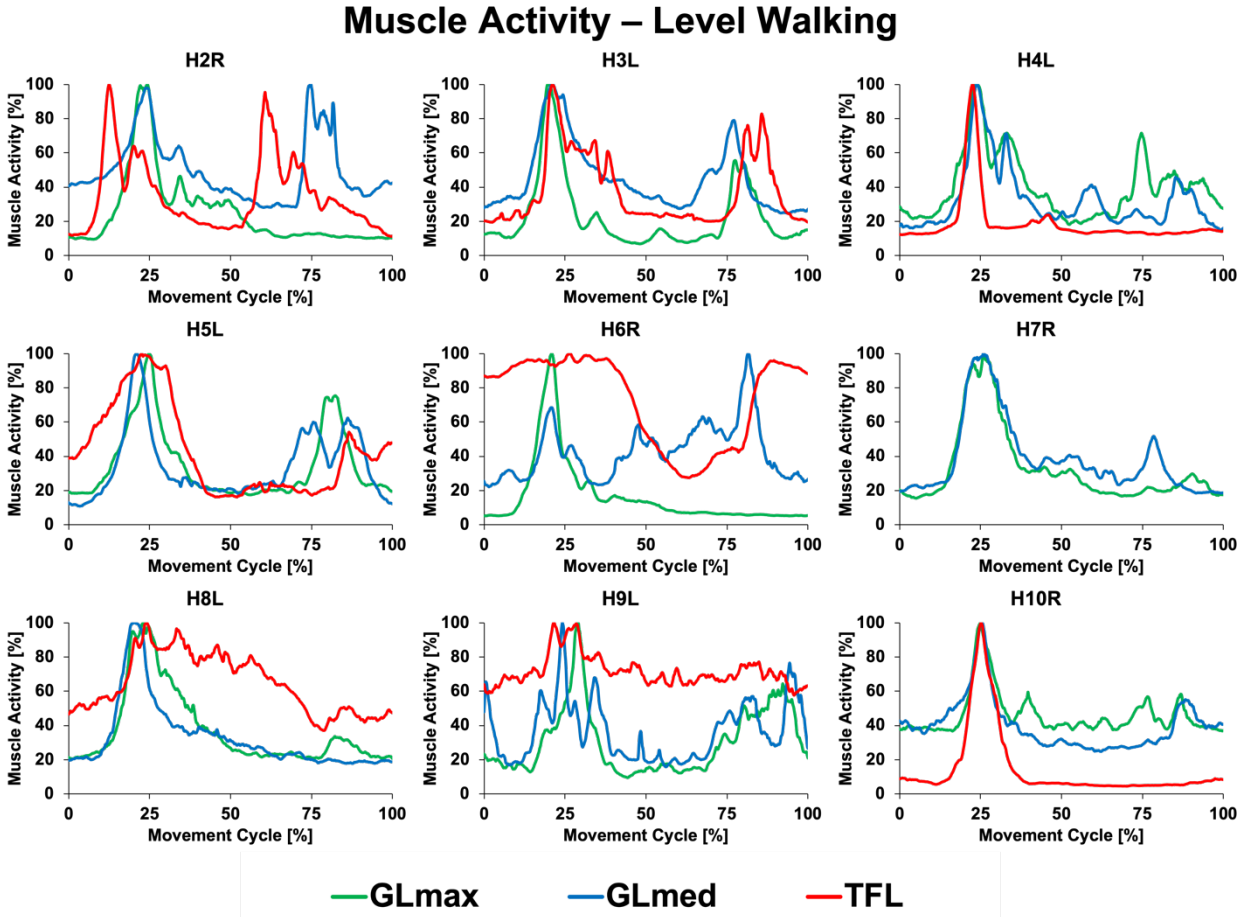 Muscle Activity – Level Walking
H2R
H3L
H4L
Muscle Activity [%]
100
80
60
40
20
0
0 25 50 75 100
Movement Cycle [%]
Muscle Activity [%]
100
80
60
40
20
0
0 25 50 75 100
Movement Cycle [%]
Muscle Activity [%]
100
80
60
40
20
0
0 25 50 75 100
Movement Cycle [%]
H5L
H6R
H7R
Muscle Activity [%]
100
80
60
40
20
0
0 25 50 75 100
Movement Cycle [%]
Muscle Activity [%]
100
80
60
40
20
0
0 25 50 75 100
Movement Cycle [%]
Muscle Activity [%]
100
80
60
40
20
0
0 25 50 75 100
Movement Cycle [%]
H8L
H9L
H10R
Muscle Activity [%]
100
80
60
40
20
0
0 25 50 75 100
Movement Cycle [%]
Muscle Activity [%]
100
80
60
40
20
0
0 25 50 75 100
Movement Cycle [%]
Muscle Activity [%]
100
80
60
40
20
0
0 25 50 75 100
Movement Cycle [%]
GLmax GLmed TFL